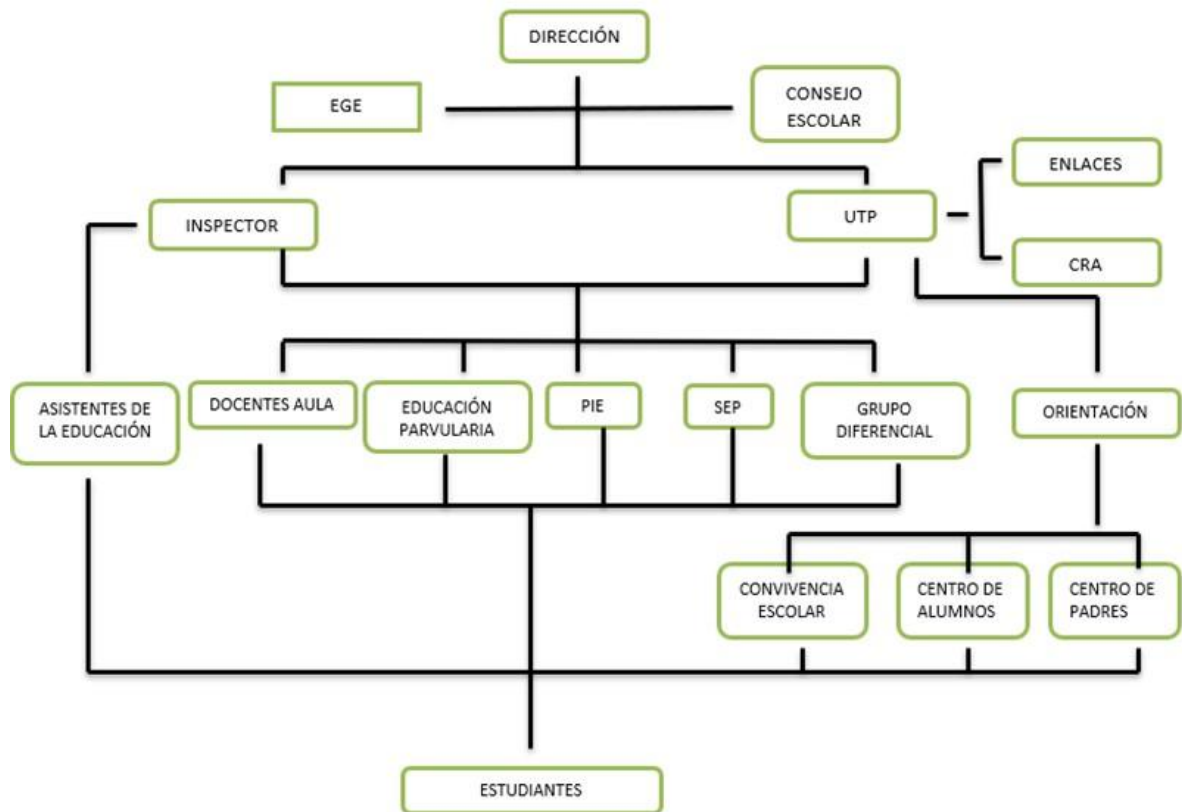 DIRECCIÓN
EGE
CONSEJO
ESCOLAR
ENLACES
INSPECTOR
UTP
CRA
ASISTENTES DE
LA EDUCACIÓN
DOCENTES AULA
EDUCACIÓN
PARVULARIA
PIE
SEP
GRUPO
DIFERENCIAL
ORIENTACIÓN
CONVIVENCIA
ESCOLAR
CENTRO DE
ALUMNOS
CENTRO DE
PADRES
ESTUDIANTES